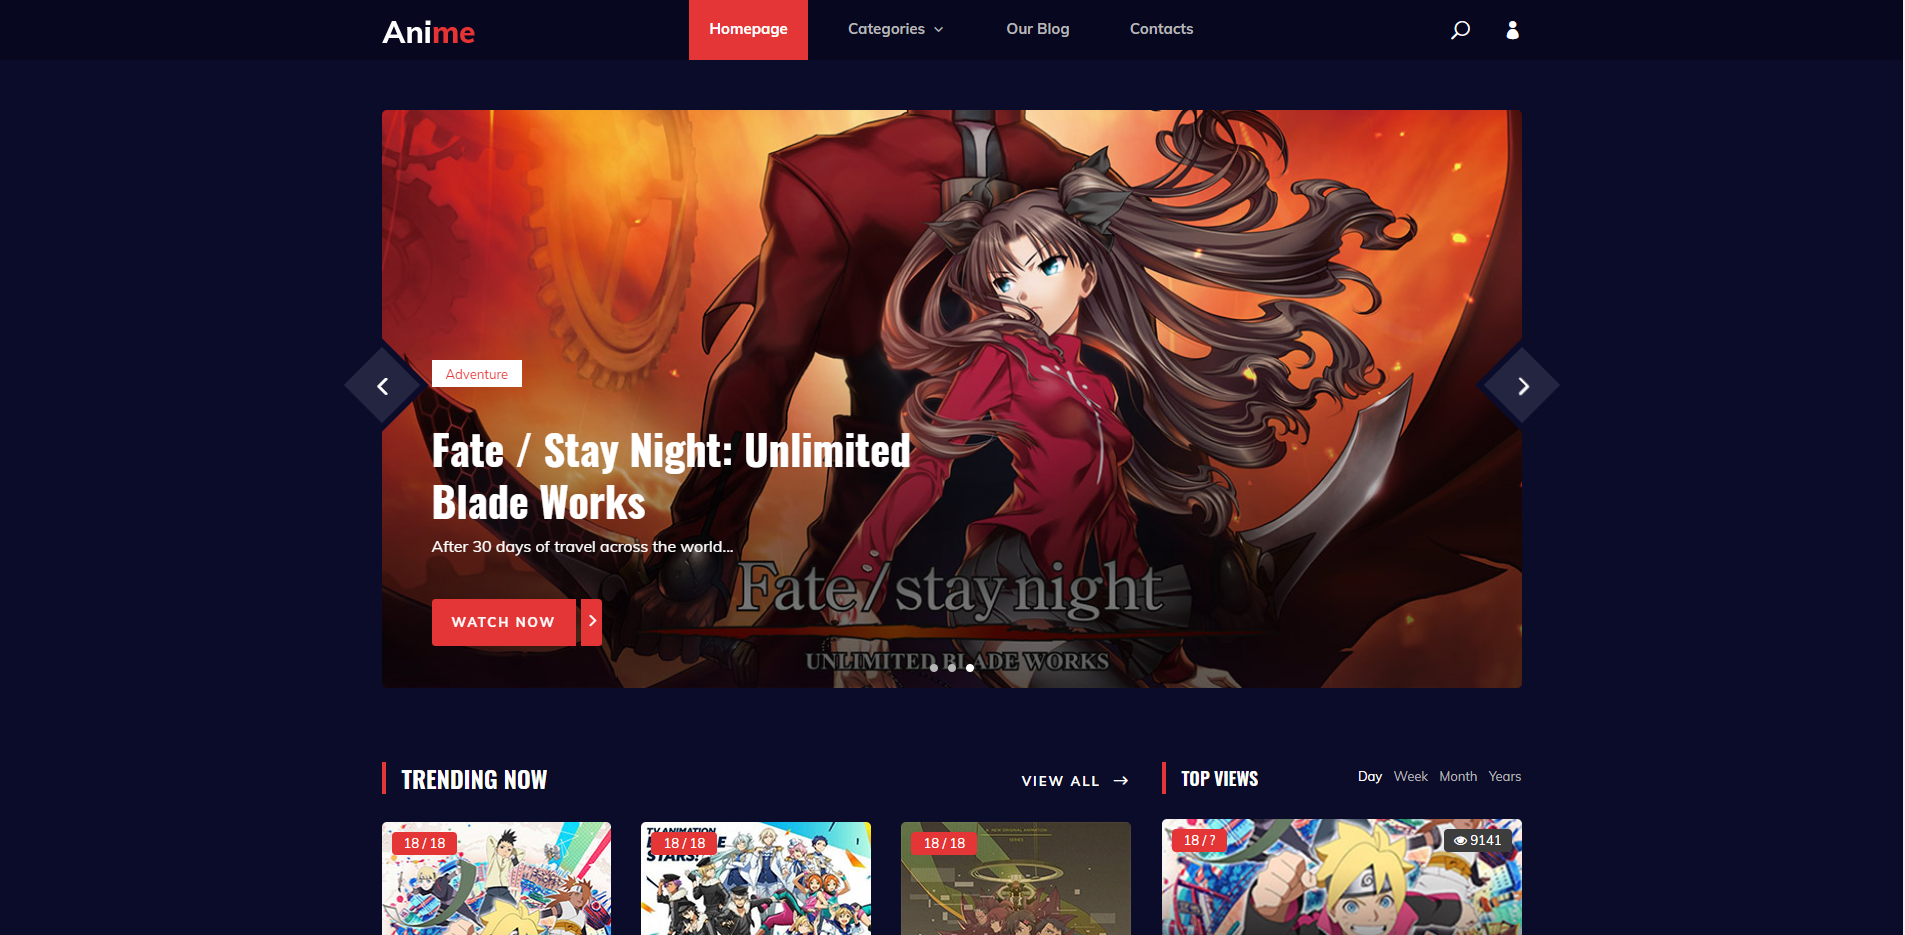 Anime
Homepage
Categories
Our Blog
Contacts
Adventure
Fate / Stay Night: Unlimited
Blade Works
After 30 days of travel across the world...
Fate/stay night
WATCH NOW
UNLIMITED BLADE WORKS
TRENDING NOW
VIEW ALL
TOP VIEWS
Day Week Month Years
18 / 18
TV ANIMATION
18 / 18
STARS!
18 / 18
18 / ?
9141